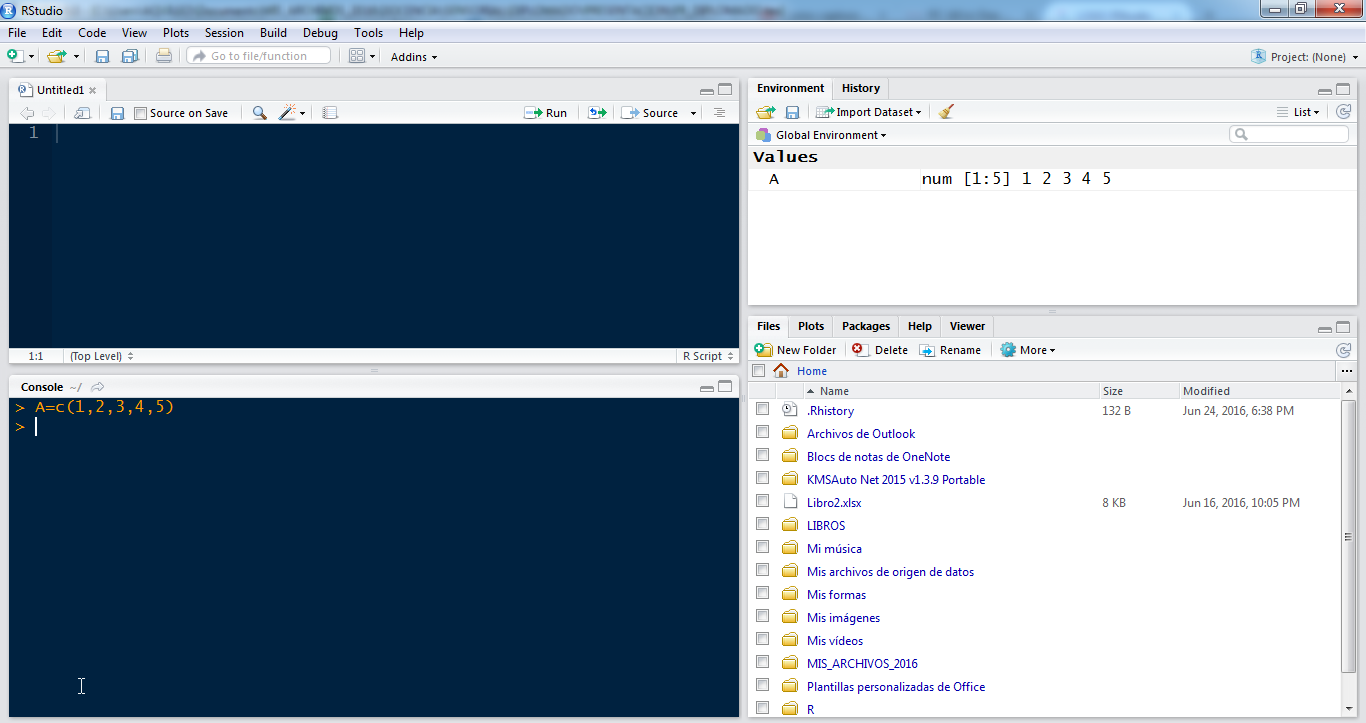 RStudio
File Edit Code View Plots Session Build Debug Tools Help
Go to file/function Addins Project: (None)
Untitled1
Source on Save Run Source
1
1:1 (Top Level) R Script
Console ~/
> A=c(1,2,3,4,5)
>
Environment History
Import Dataset List
Global Environment
Values
A num [1:5] 1 2 3 4 5
Files Plots Packages Help Viewer
New Folder Delete Rename More
Home ...
Name Size Modified
.Rhistory 132 B Jun 24, 2016, 6:38 PM
Archivos de Outlook
Blocs de notas de OneNote
KMSAuto Net 2015 v1.3.9 Portable
Libro2.xlsx 8 KB Jun 16, 2016, 10:05 PM
LIBROS
Mi música
Mis archivos de origen de datos
Mis formas
Mis imágenes
Mis vídeos
MIS_ARCHIVOS_2016
Plantillas personalizadas de Office
R